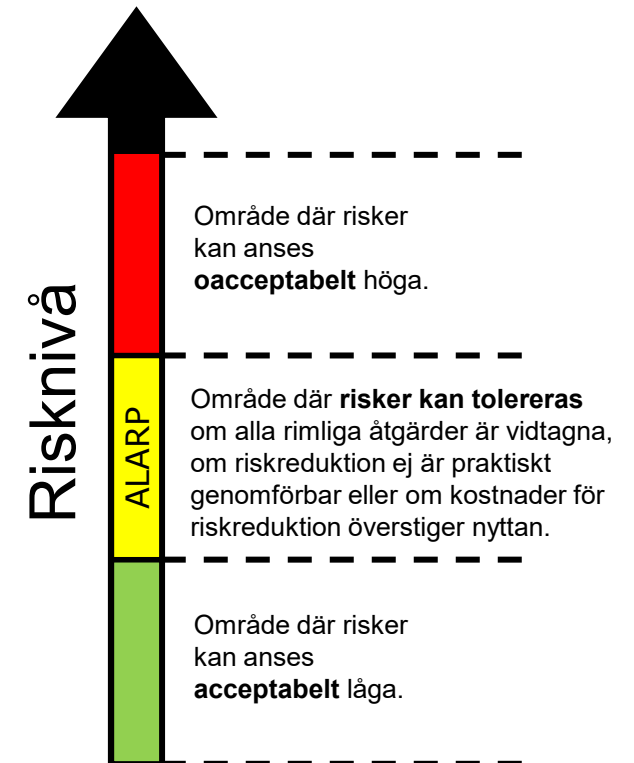 Risknivå
Område där risker
kan anses
oacceptabelt höga.
ALARP
Område där risker kan tolereras
om alla rimliga åtgärder är vidtagna,
om riskreduktion ej är praktiskt
genomförbar eller om kostnader för
riskreduktion överstiger nyttan.
Område där risker
kan anses
acceptabelt låga.